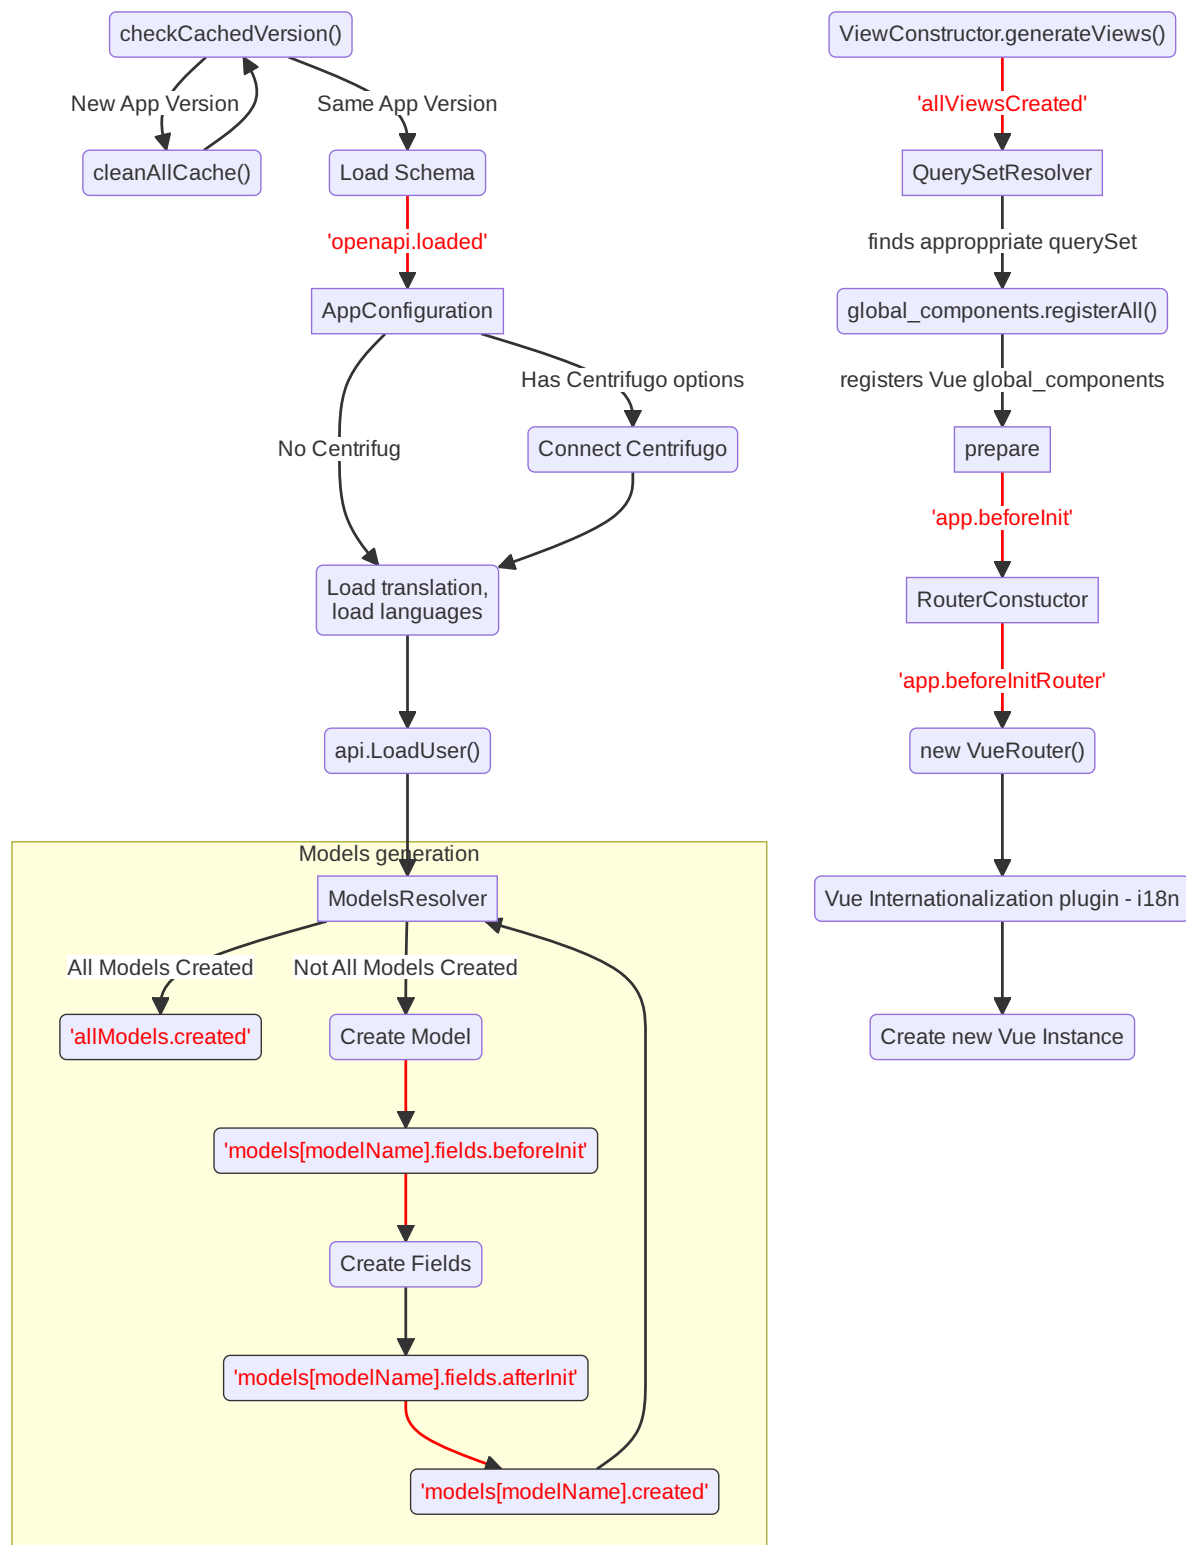 checkCachedVersion()
New App Version
Same App Version
cleanAllCache()
Load Schema
'openapi.loaded'
AppConfiguration
Has Centrifugo options
No Centrifug
Connect Centrifugo
Load translation,
load languages
api.LoadUser()
Models generation
ModelsResolver
All Models Created
Not All Models Created
'allModels.created'
Create Model
'models[modelName].fields.beforeInit'
Create Fields
'models[modelName].fields.afterInit'
'models[modelName].created'
ViewConstructor.generateViews()
'allViewsCreated'
QuerySetResolver
finds approppriate querySet
global_components.registerAll()
registers Vue global_components
prepare
'app.beforeInit'
RouterConstuctor
'app.beforeInitRouter'
new VueRouter()
Vue Internationalization plugin - i18n
Create new Vue Instance